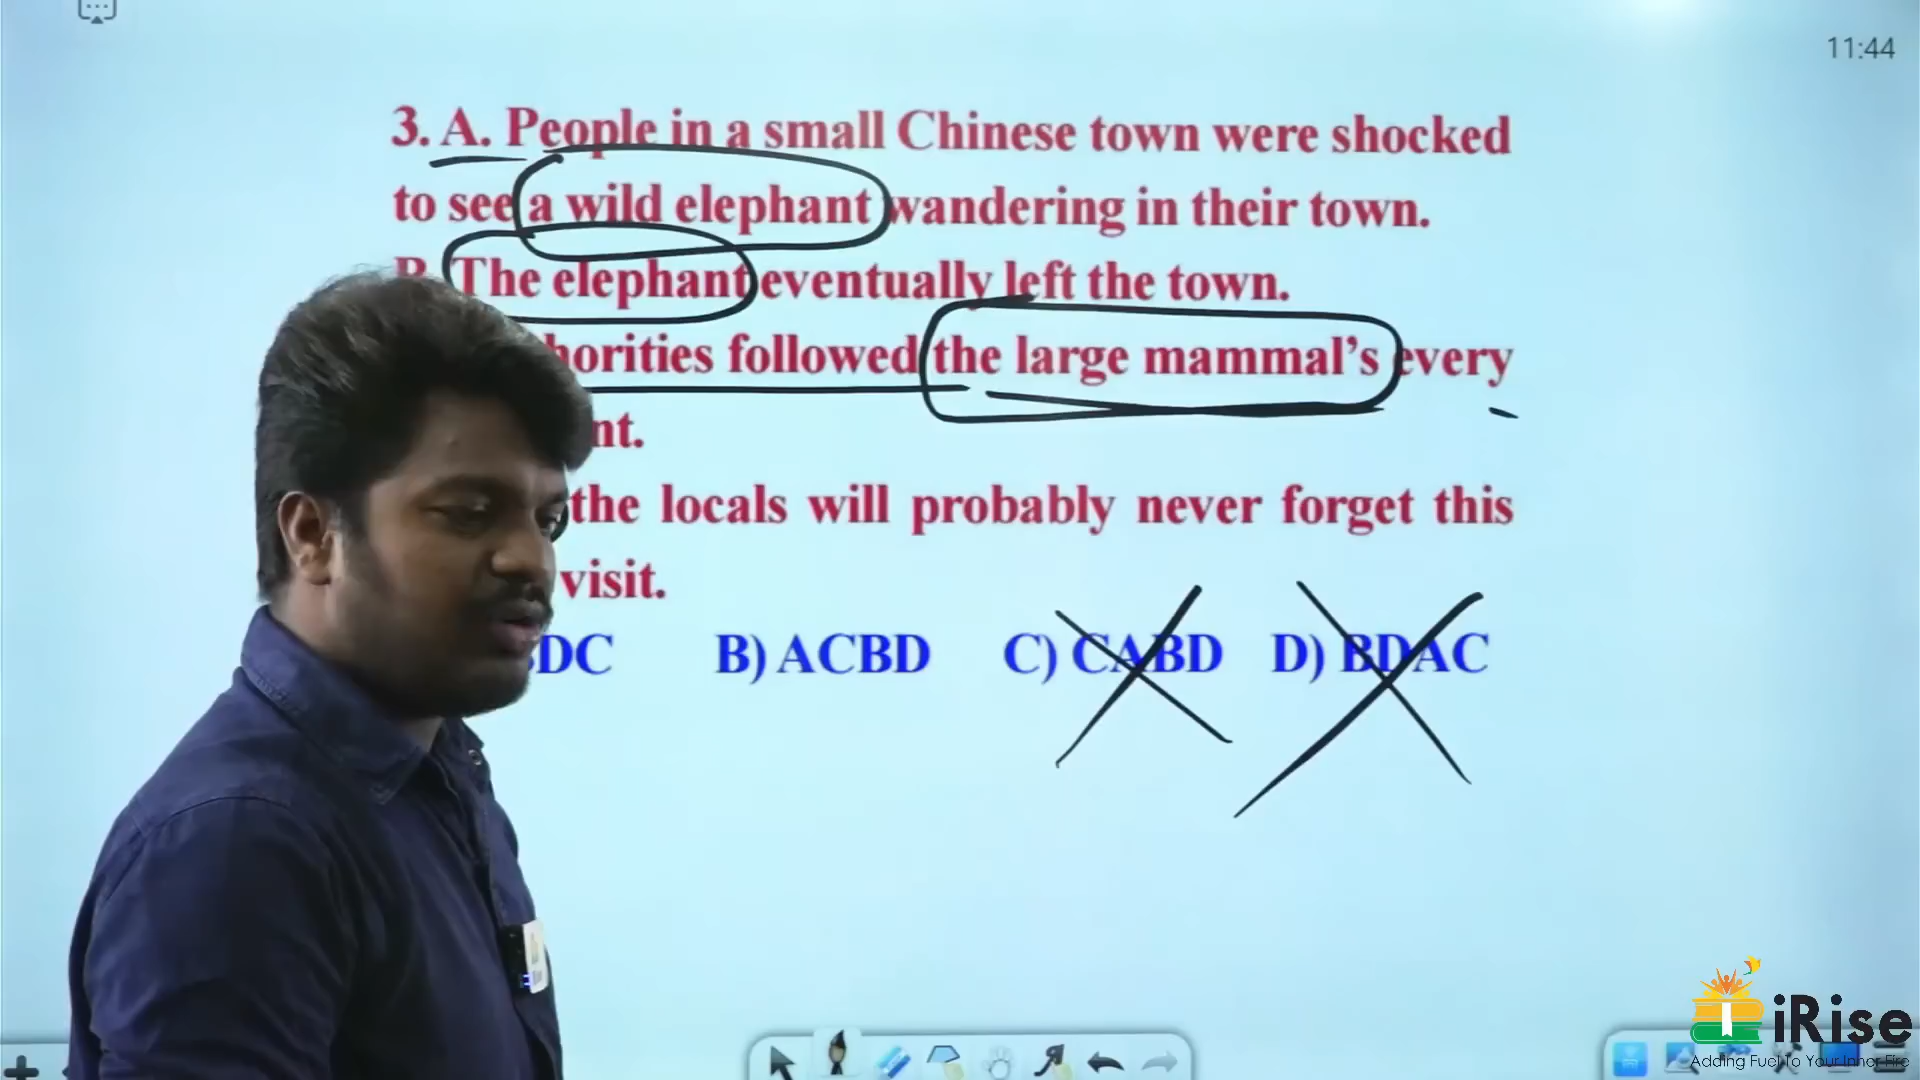 11:44
3. A. People in a small Chinese town were shocked
to see a wild elephant wandering in their town.
B. The elephant eventually left the town.
followed the large mammal's every
the locals will probably never forget this
visit.
DC B) ACBD C) CABD D) BDAC
iRise
Adding Fuel To Your Inner Fire